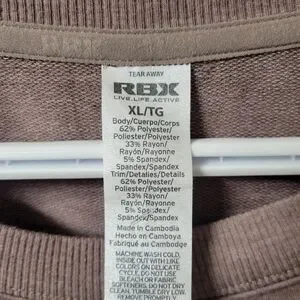 TEAR AWAY
RBX
LIVE.LIFE ACTIVE
XL/TG
Body/Cuerpo/Corps
62% Polyester/
Poliester/Polyester
33% Rayon/
Rayón/Rayonne
5% Spandex/
Spandex/Spandex
Trim/Detalles/Details
62% Polyester/
Poliester/Polyester
33% Rayon/
Rayón/Rayonne
5% Spandex/
Spandex/Spandex
Made in Cambodia
Hecho en Camboya
Fabriqué au Cambodge
MACHINE WASH COLD,
INSIDE OUT WITH LIKE
COLORS ON DELICATE
CYCLE. DO NOT USE
BLEACH OR FABRIC
SOFTENERS. DO NOT DRY
CLEAN. TUMBLE DRY LOW.
REMOVE PROMPTLY